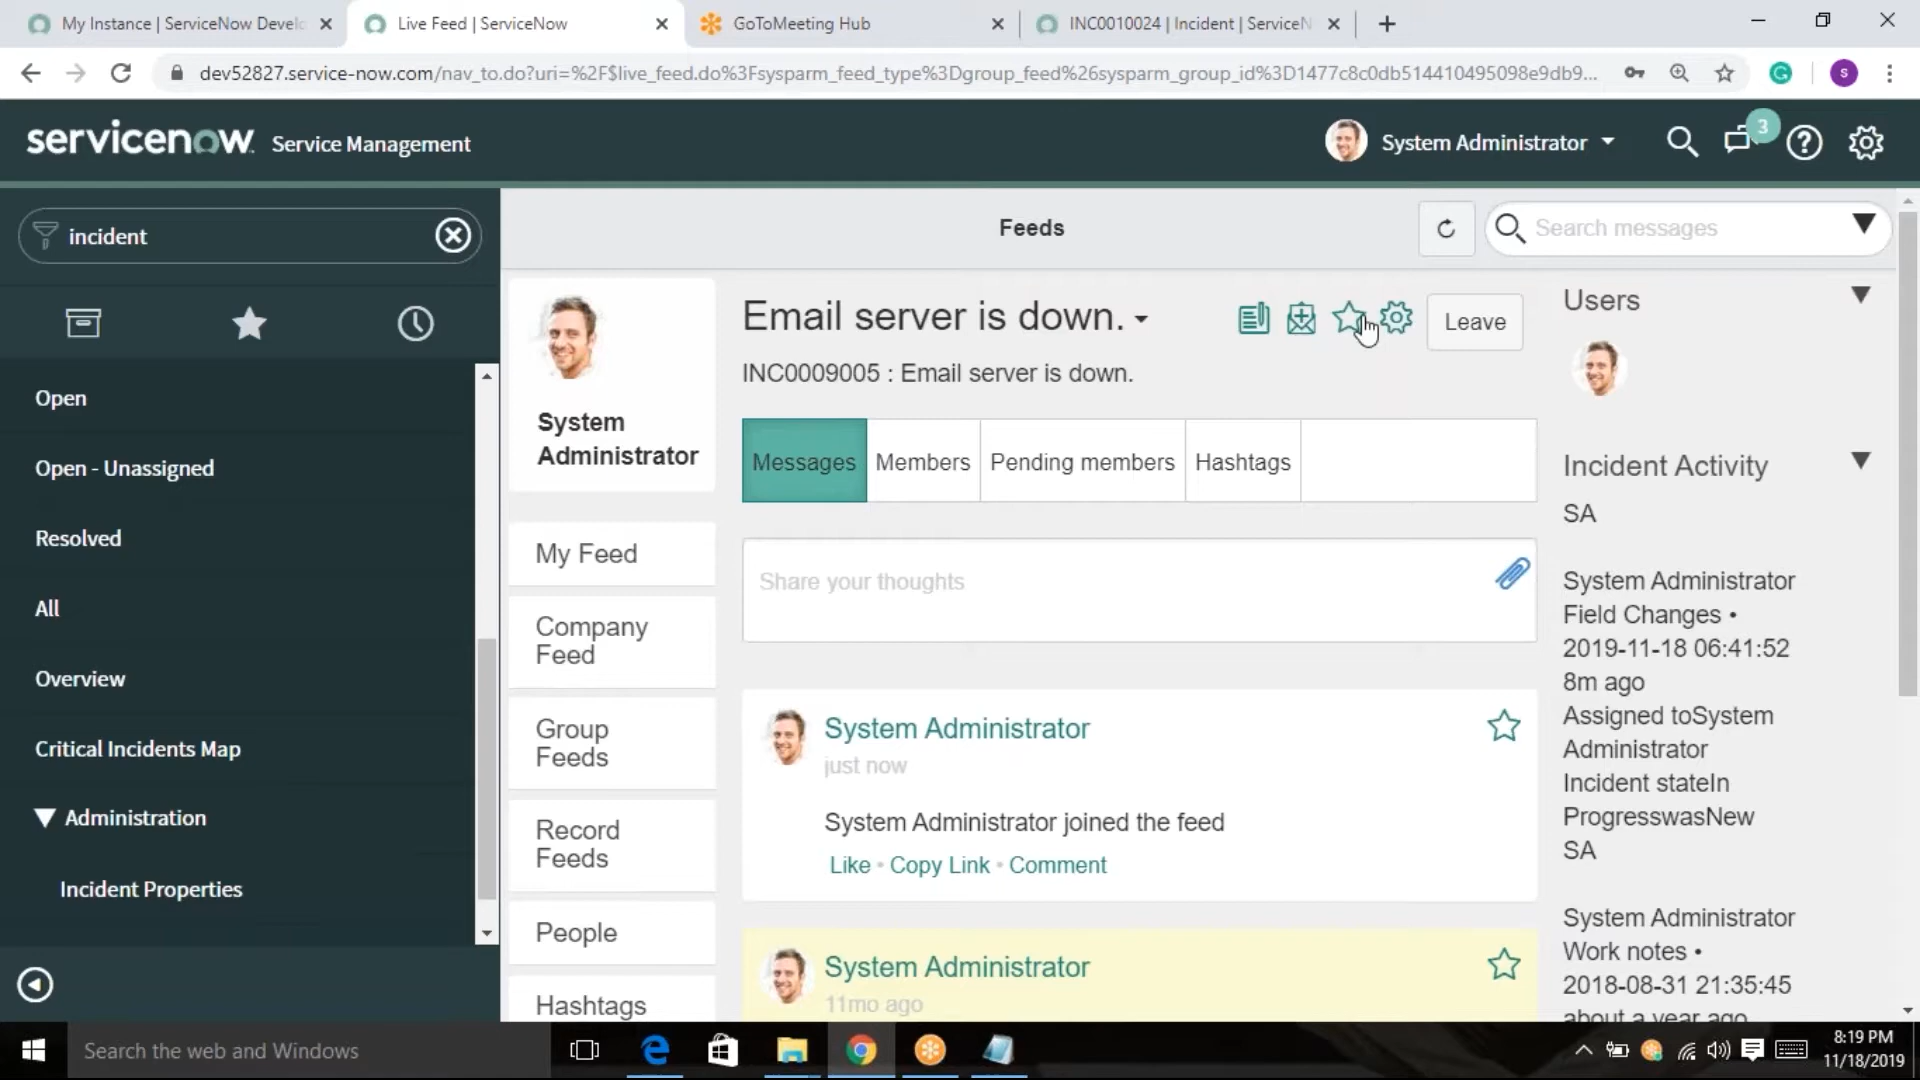 My Instance | ServiceNow Develo
Live Feed | ServiceNow
GoToMeeting Hub
INC0010024 | Incident | ServiceN
dev52827.service-now.com/nav_to.do?uri=%2F$live_feed.do%3Fsysparm_feed_type%3Dgroup_feed%26sysparm_group_id%3D1477c8c0db514410495098e9db9...
S
servicenow Service Management
System Administrator
3
incident
Feeds
Search messages
Open
Open - Unassigned
Resolved
All
Overview
Critical Incidents Map
Administration
Incident Properties
System
Administrator
My Feed
Company
Feed
Group
Feeds
Record
Feeds
People
Hashtags
Email server is down.
Leave
INC0009005 : Email server is down.
Messages
Members
Pending members
Hashtags
Share your thoughts
System Administrator
just now
System Administrator joined the feed
Like • Copy Link • Comment
System Administrator
11mo ago
Users
Incident Activity
SA
System Administrator
Field Changes •
2019-11-18 06:41:52
8m ago
Assigned toSystem
Administrator
Incident stateIn
ProgresswasNew
SA
System Administrator
Work notes •
2018-08-31 21:35:45
about a year ago
Search the web and Windows
8:19 PM
11/18/2019